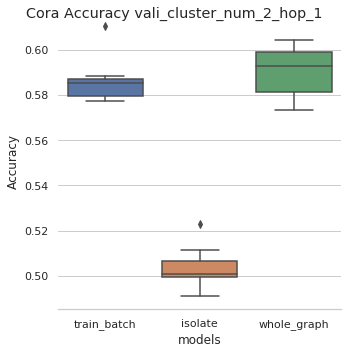 Cora Accuracy vali_cluster_num_2_hop_1
0.60
0.58
0.56
0.54
0.52
0.50
Accuracy
train_batch isolate whole_graph
models